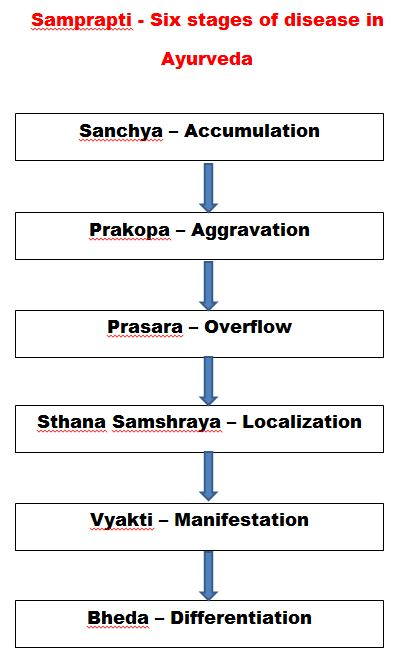 Samprapti - Six stages of disease in
Ayurveda
Sanchya – Accumulation
Prakopa – Aggravation
Prasara – Overflow
Sthana Samshraya – Localization
Vyakti – Manifestation
Bheda – Differentiation